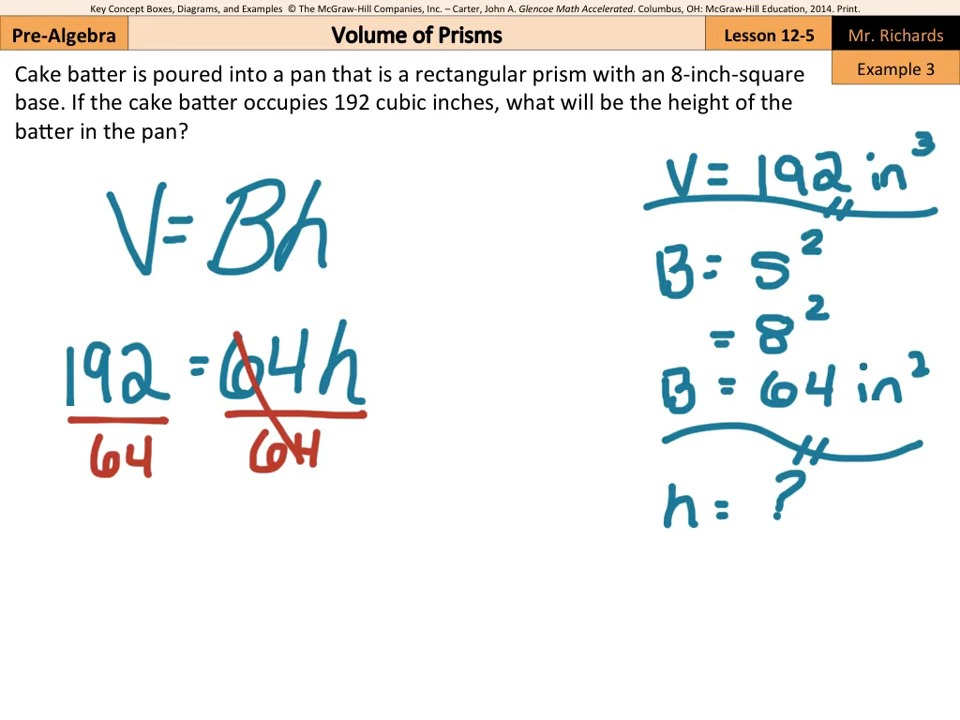 Key Concept Boxes, Diagrams, and Examples © The McGraw-Hill Companies, Inc. – Carter, John A. Glencoe Math Accelerated. Columbus, OH: McGraw-Hill Education, 2014. Print.
Pre-Algebra
Volume of Prisms
Lesson 12-5
Mr. Richards
Example 3
Cake batter is poured into a pan that is a rectangular prism with an 8-inch-square
base. If the cake batter occupies 192 cubic inches, what will be the height of the
batter in the pan?
V = Bh
192 = 64h
64 64
V = 192 in³
B = s²
= 8²
B = 64 in²
h = ?